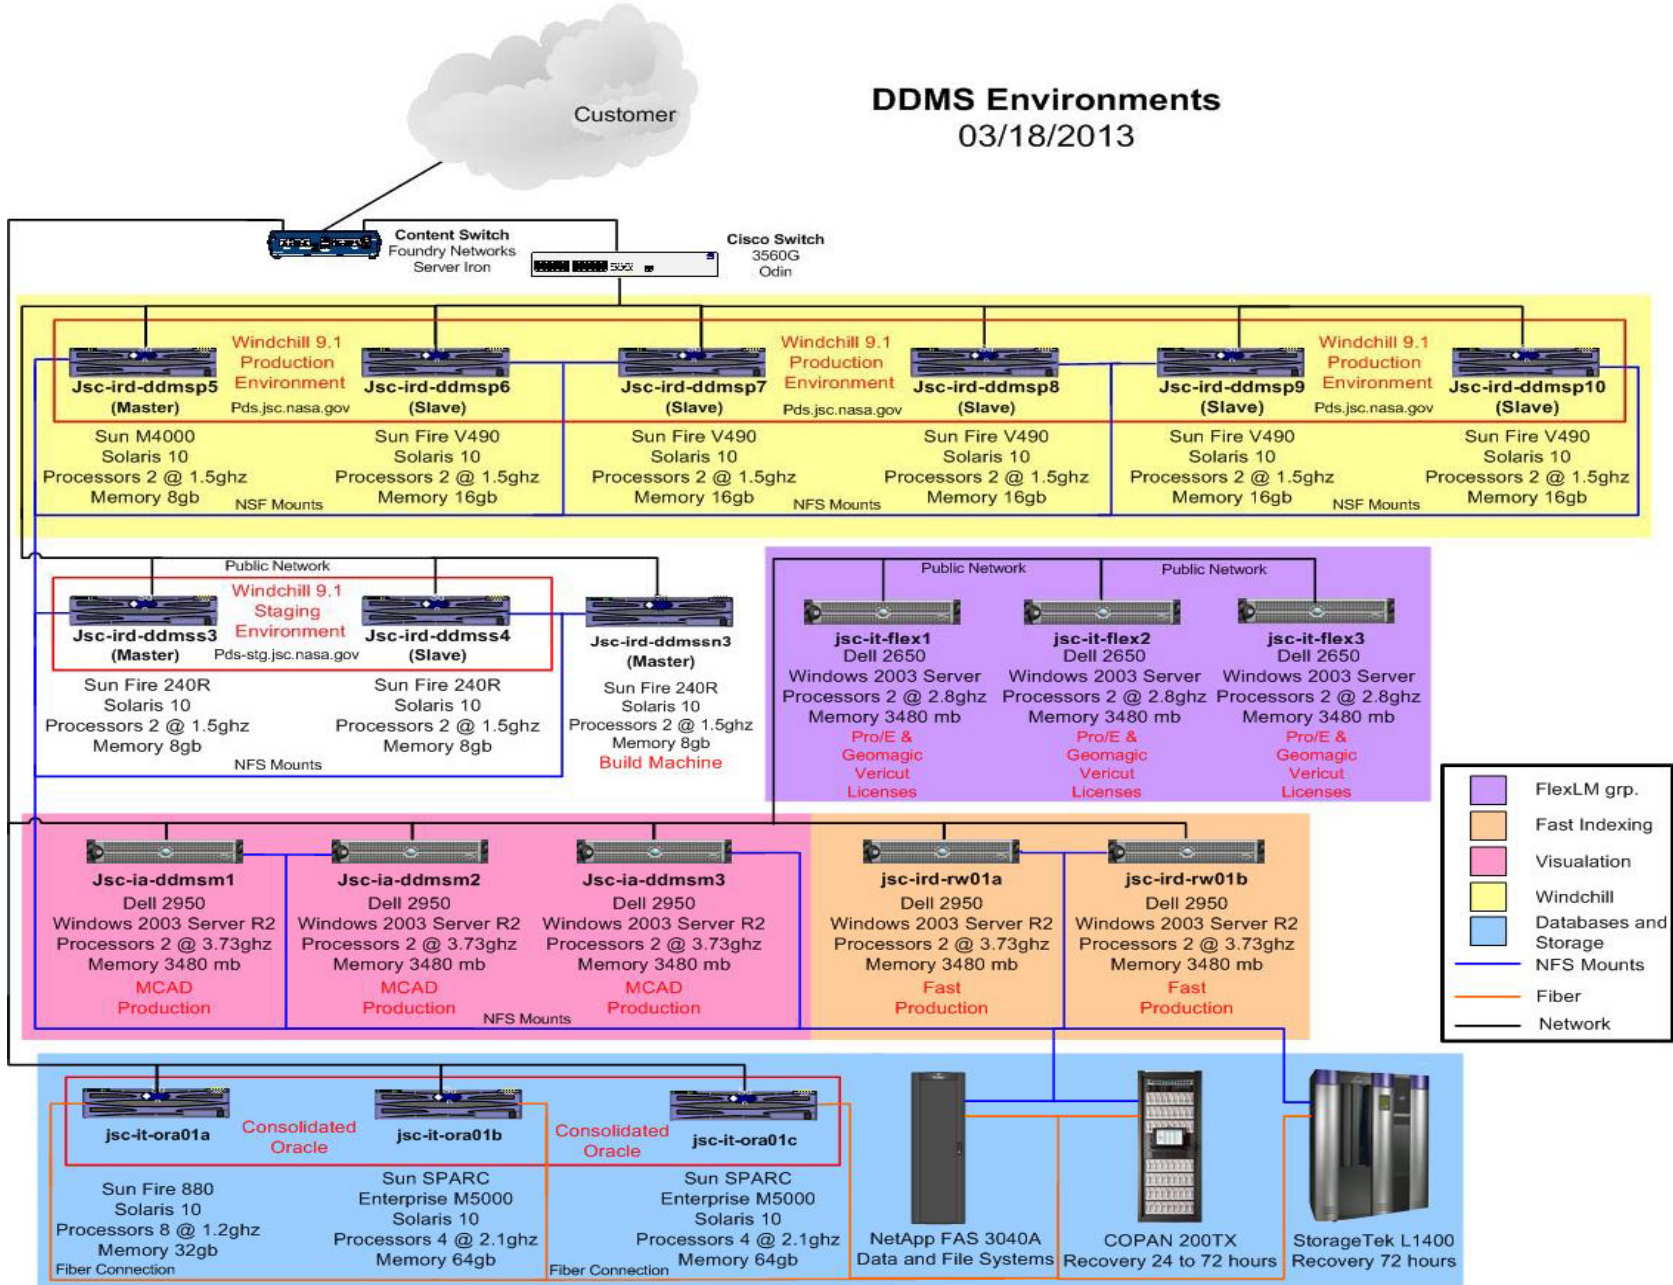 Customer
DDMS Environments
03/18/2013
Content Switch
Foundry Networks
Server Iron
Cisco Switch
3560G
Odin
Jsc-ird-ddmsp5
(Master)
Windchill 9.1
Production
Environment
Pds.jsc.nasa.gov
Jsc-ird-ddmsp6
(Slave)
Jsc-ird-ddmsp7
(Slave)
Windchill 9.1
Production
Environment
Pds.jsc.nasa.gov
Jsc-ird-ddmsp8
(Slave)
Jsc-ird-ddmsp9
(Slave)
Windchill 9.1
Production
Environment
Pds.jsc.nasa.gov
Jsc-ird-ddmsp10
(Slave)
Sun M4000
Solaris 10
Processors 2 @ 1.5ghz
Memory 8gb
NSF Mounts
Sun Fire V490
Solaris 10
Processors 2 @ 1.5ghz
Memory 16gb
Sun Fire V490
Solaris 10
Processors 2 @ 1.5ghz
Memory 16gb
NFS Mounts
Sun Fire V490
Solaris 10
Processors 2 @ 1.5ghz
Memory 16gb
Sun Fire V490
Solaris 10
Processors 2 @ 1.5ghz
Memory 16gb
NSF Mounts
Sun Fire V490
Solaris 10
Processors 2 @ 1.5ghz
Memory 16gb
Public Network
Jsc-ird-ddmss3
(Master)
Windchill 9.1
Staging
Environment
Pds-stg.jsc.nasa.gov
Jsc-ird-ddmss4
(Slave)
Jsc-ird-ddmssn3
(Master)
Sun Fire 240R
Solaris 10
Processors 2 @ 1.5ghz
Memory 8gb
NFS Mounts
Sun Fire 240R
Solaris 10
Processors 2 @ 1.5ghz
Memory 8gb
Sun Fire 240R
Solaris 10
Processors 2 @ 1.5ghz
Memory 8gb
Build Machine
Public Network
Public Network
jsc-it-flex1
Dell 2650
Windows 2003 Server
Processors 2 @ 2.8ghz
Memory 3480 mb
Pro/E &
Geomagic
Vericut
Licenses
jsc-it-flex2
Dell 2650
Windows 2003 Server
Processors 2 @ 2.8ghz
Memory 3480 mb
Pro/E &
Geomagic
Vericut
Licenses
jsc-it-flex3
Dell 2650
Windows 2003 Server
Processors 2 @ 2.8ghz
Memory 3480 mb
Pro/E &
Geomagic
Vericut
Licenses
FlexLM grp.
Fast Indexing
Visualation
Windchill
Databases and
Storage
NFS Mounts
Fiber
Network
Jsc-ia-ddmsm1
Dell 2950
Windows 2003 Server R2
Processors 2 @ 3.73ghz
Memory 3480 mb
MCAD
Production
Jsc-ia-ddmsm2
Dell 2950
Windows 2003 Server R2
Processors 2 @ 3.73ghz
Memory 3480 mb
MCAD
Production
NFS Mounts
Jsc-ia-ddmsm3
Dell 2950
Windows 2003 Server R2
Processors 2 @ 3.73ghz
Memory 3480 mb
MCAD
Production
jsc-ird-rw01a
Dell 2950
Windows 2003 Server R2
Processors 2 @ 3.73ghz
Memory 3480 mb
Fast
Production
jsc-ird-rw01b
Dell 2950
Windows 2003 Server R2
Processors 2 @ 3.73ghz
Memory 3480 mb
Fast
Production
jsc-it-ora01a
Consolidated
Oracle
jsc-it-ora01b
Consolidated
Oracle
jsc-it-ora01c
Sun Fire 880
Solaris 10
Processors 8 @ 1.2ghz
Memory 32gb
Fiber Connection
Sun SPARC
Enterprise M5000
Solaris 10
Processors 4 @ 2.1ghz
Memory 64gb
Fiber Connection
Sun SPARC
Enterprise M5000
Solaris 10
Processors 4 @ 2.1ghz
Memory 64gb
NetApp FAS 3040A
Data and File Systems
COPAN 200TX
Recovery 24 to 72 hours
StorageTek L1400
Recovery 72 hours